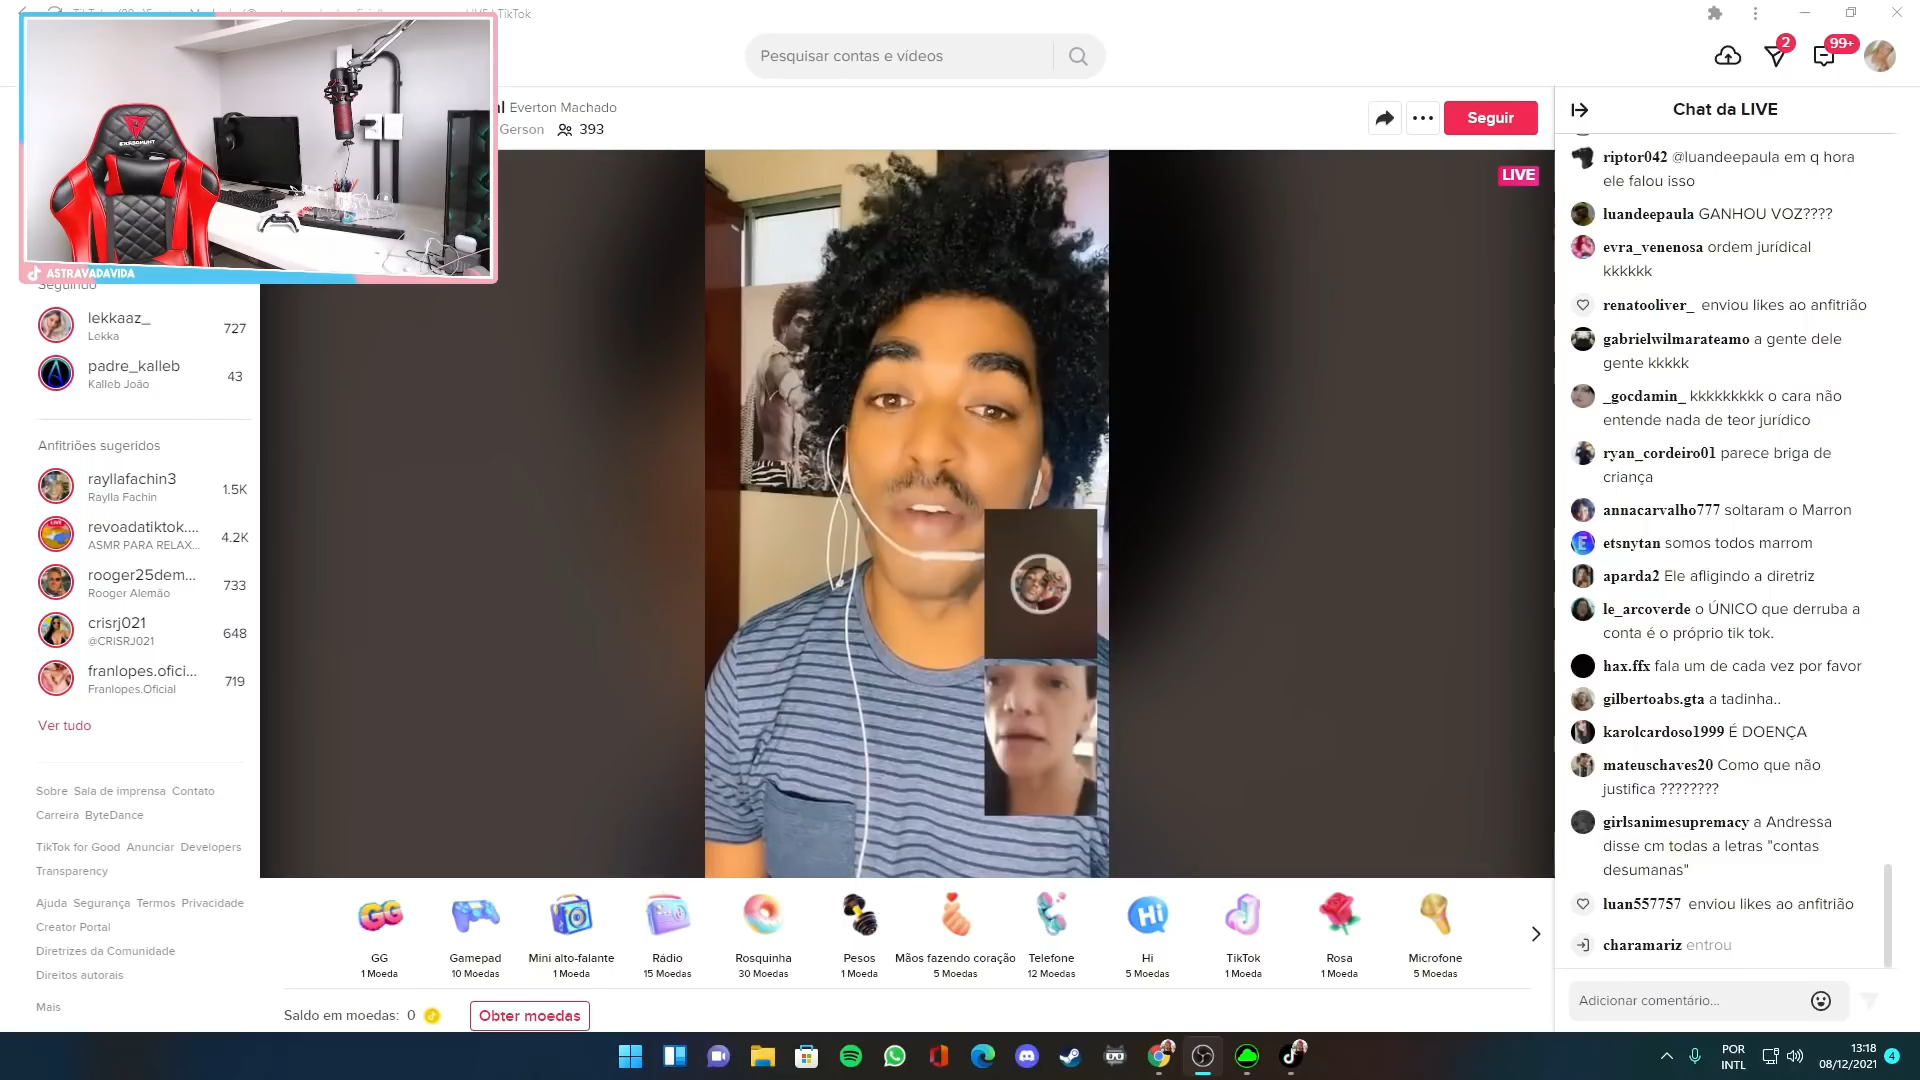 LIVE | TikTok
Pesquisar contas e vídeos
2
99+
EXTREMEHUNT
ASTRAVADAVIDA
Everton Machado
Gerson 393
Seguir
LIVE
Seguindo
lekkaaz_
Lekka
727
padre_kalleb
Kalleb João
43
Anfitriões sugeridos
rayllafachin3
Raylla Fachin
1.5K
revoadatiktok....
ASMR PARA RELAX...
4.2K
rooger25dem...
Rooger Alemão
733
crisrj021
@CRISRJ021
648
franlopes.ofici...
Franlopes.Oficial
719
Ver tudo
Sobre Sala de imprensa Contato
Carreira ByteDance
TikTok for Good Anunciar Developers
Transparency
Ajuda Segurança Termos Privacidade
Creator Portal
Diretrizes da Comunidade
Direitos autorais
Mais
GG
1 Moeda
Gamepad
10 Moedas
Mini alto-falante
1 Moeda
Rádio
15 Moedas
Rosquinha
30 Moedas
Pesos
1 Moeda
Mãos fazendo coração
5 Moedas
Telefone
12 Moedas
Hi
Hi
5 Moedas
TikTok
1 Moeda
Rosa
1 Moeda
Microfone
5 Moedas
Saldo em moedas: 0
Obter moedas
Chat da LIVE
riptor042 @luandeepaula em q hora
ele falou isso
luandeepaula GANHOU VOZ????
evra_venenosa ordem jurídical
kkkkkk
renatooliver_ enviou likes ao anfitrião
gabrielwilmarateamo a gente dele
gente kkkkk
_gocdamin_ kkkkkkkkk o cara não
entende nada de teor jurídico
ryan_cordeiro01 parece briga de
criança
annacarvalho777 soltaram o Marron
E
etsnytan somos todos marrom
aparda2 Ele afligindo a diretriz
le_arcoverde o ÚNICO que derruba a
conta é o próprio tik tok.
hax.ffx fala um de cada vez por favor
gilbertoabs.gta a tadinha..
karolcardoso1999 É DOENÇA
mateuschaves20 Como que não
justifica ????????
girlsanimesupremacy a Andressa
disse cm todas a letras "contas
desumanas"
luan557757 enviou likes ao anfitrião
charamariz entrou
Adicionar comentário...
POR
INTL
13:18
08/12/2021
4